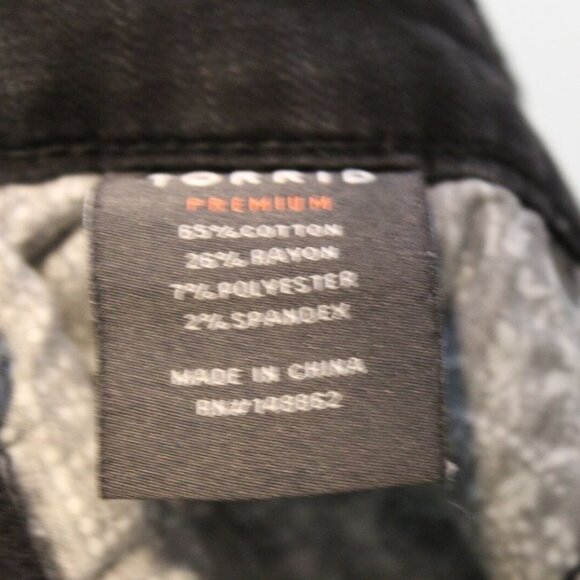 TORRID
PREMIUM
65% COTTON
26% RAYON
7% POLYESTER
2% SPANDEX
MADE IN CHINA
RN# 148862